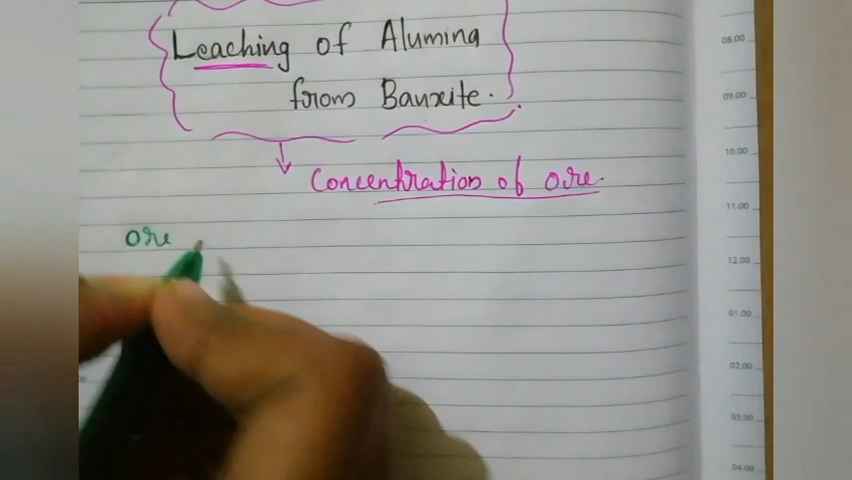 Leaching of Alumina
from Bauxite.
Concentration of ore.
ore
08.00
09.00
10.00
11.00
12.00
01.00
02.00
03.00
04.00